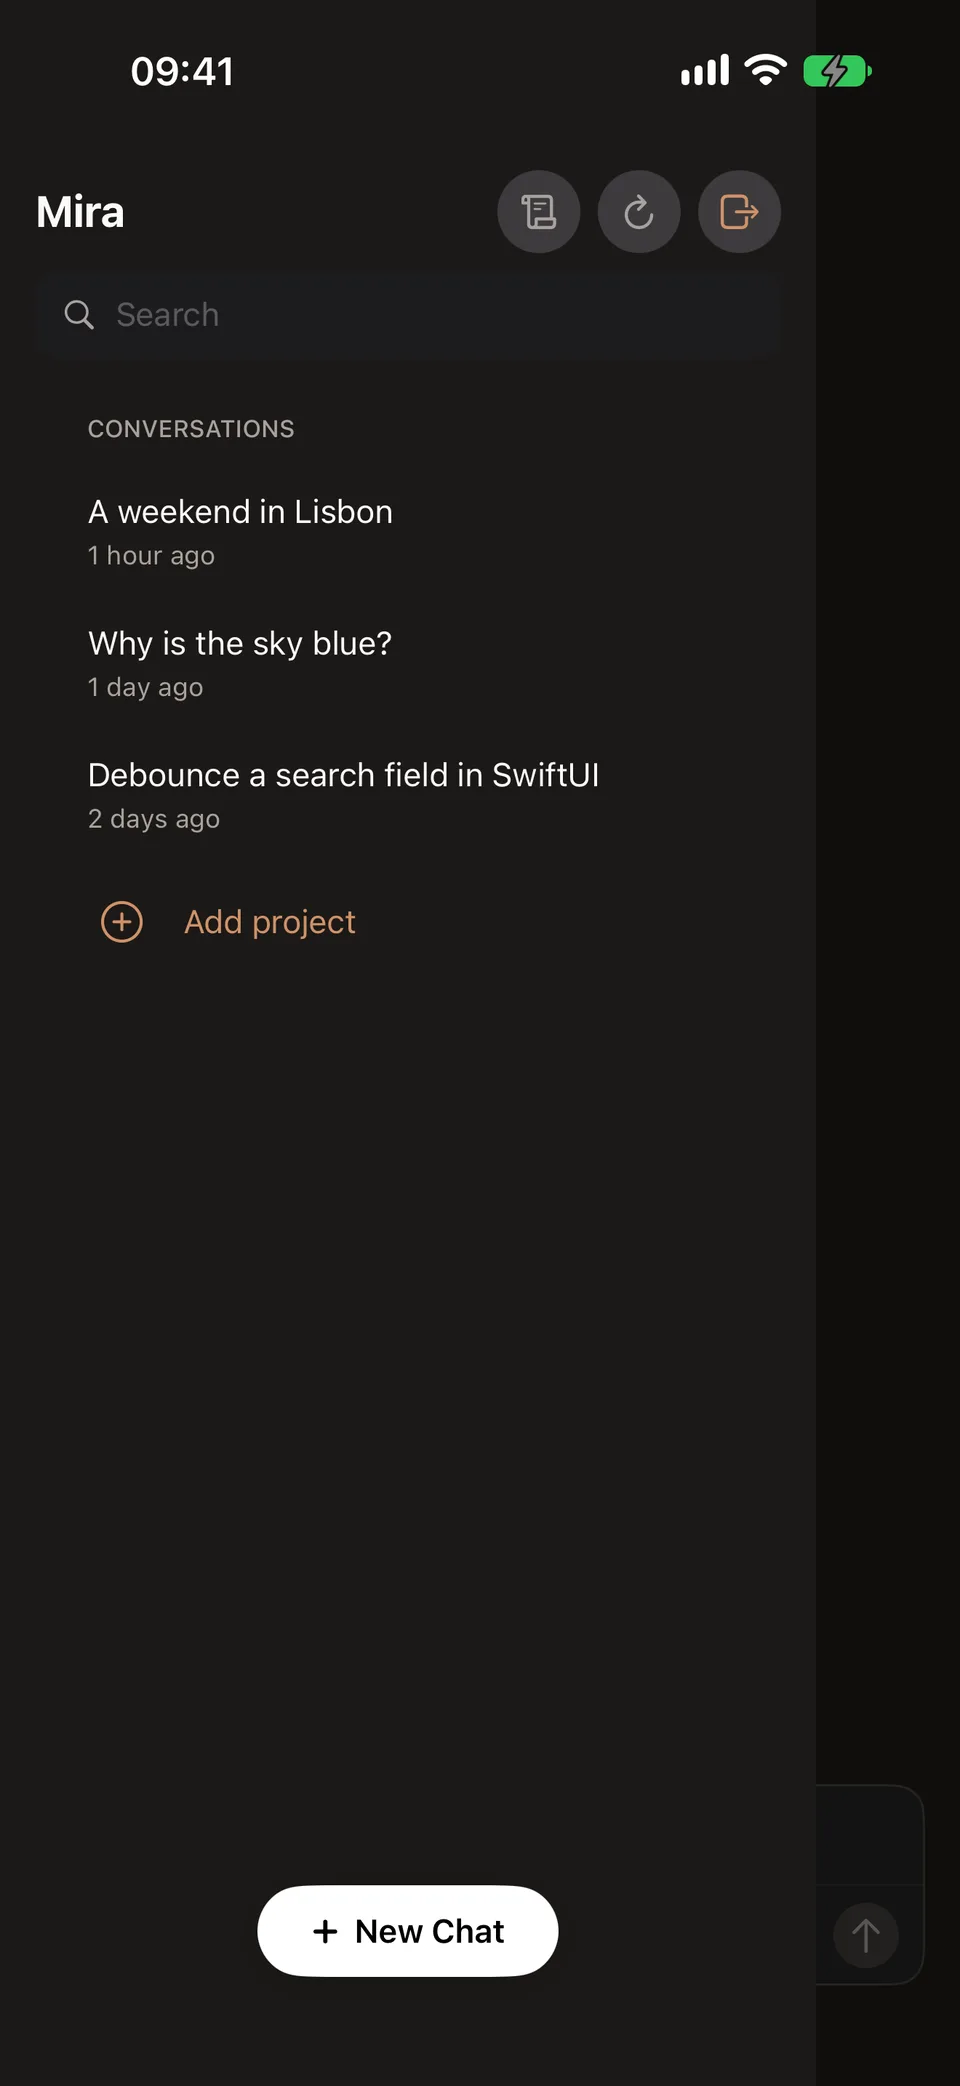 09:41
Mira
Search
CONVERSATIONS
A weekend in Lisbon
1 hour ago
Why is the sky blue?
1 day ago
Debounce a search field in SwiftUI
2 days ago
Add project
New Chat